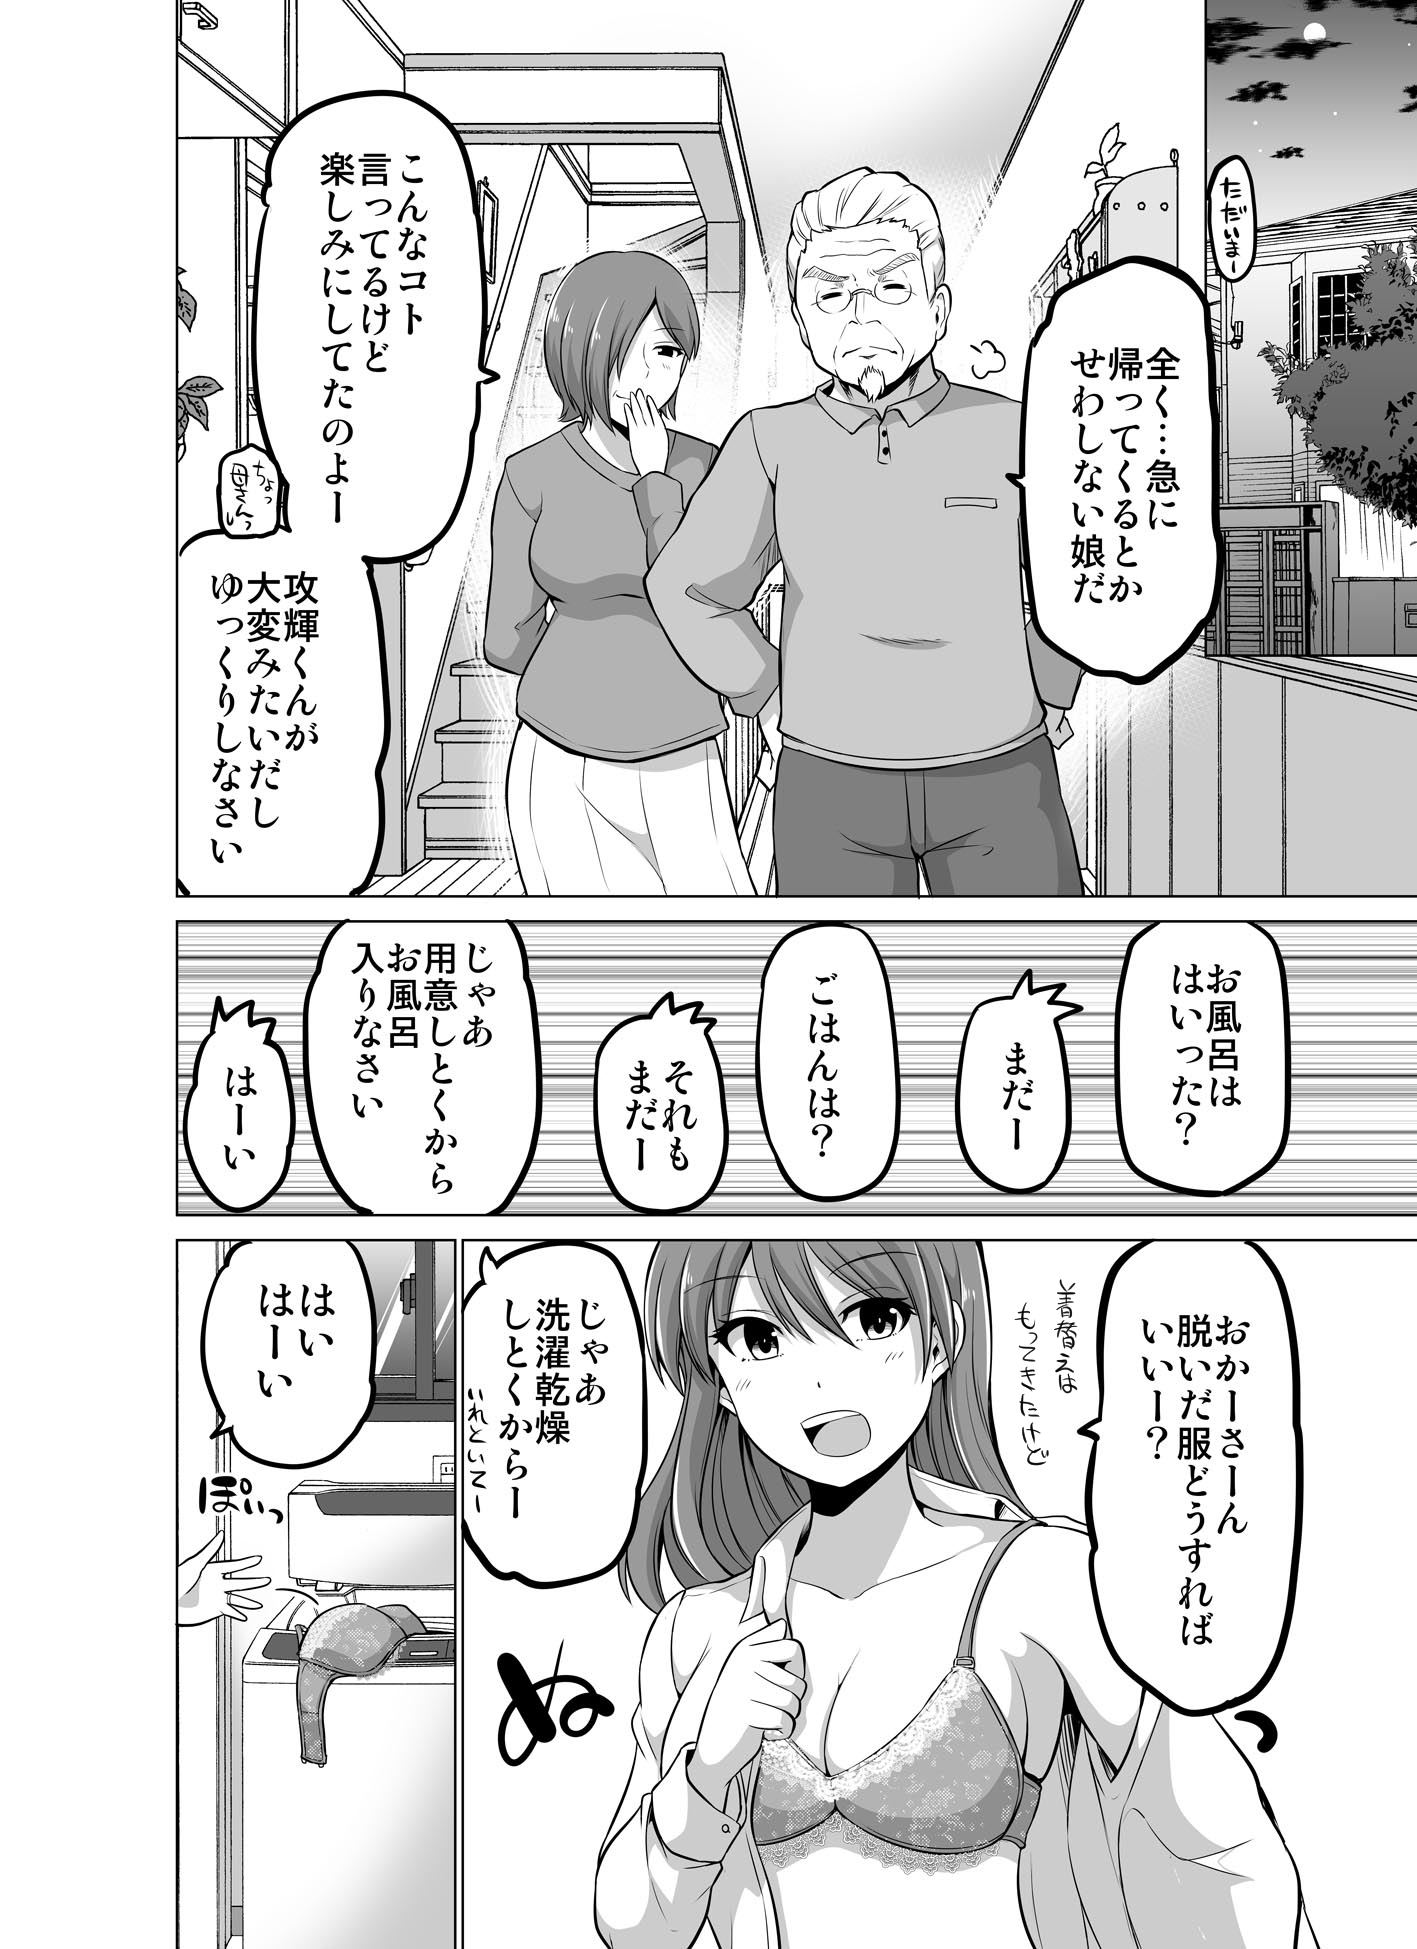 ただいまー
全く…急に
帰ってくるとか
せわしない娘だ
こんなコト
言ってるけど
楽しみにしてたのよー
ちょっ
母さんっ
攻輝くんが
大変みたいだし
ゆっくりしなさい
お風呂は
はいった?
まだー
ごはんは?
それも
まだー
じゃあ
用意しとくから
お風呂
入りなさい
はーい
おかーさーん
脱いだ服どうすれば
いいー?
着替えは
もってきたけど
ぬ
じゃあ
洗濯乾燥
しとくからー
いれといてー
はい
はーい
ぽいっ